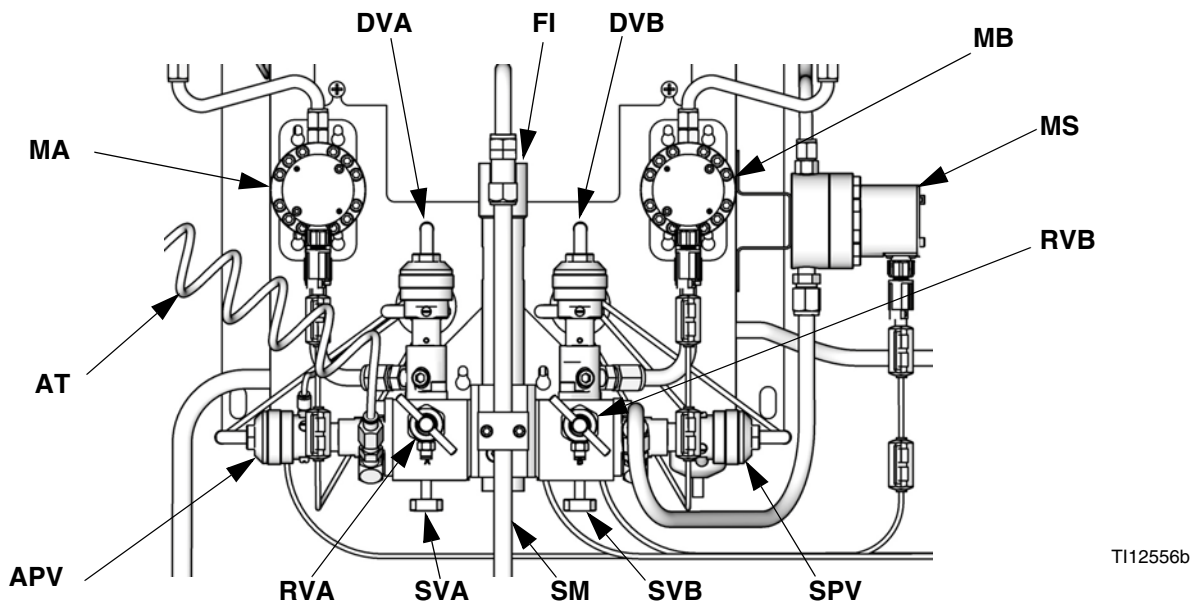 DVA FI DVB MB
MS
MA
RVB
AT
TI12556b
APV RVA SVA SM SVB SPV